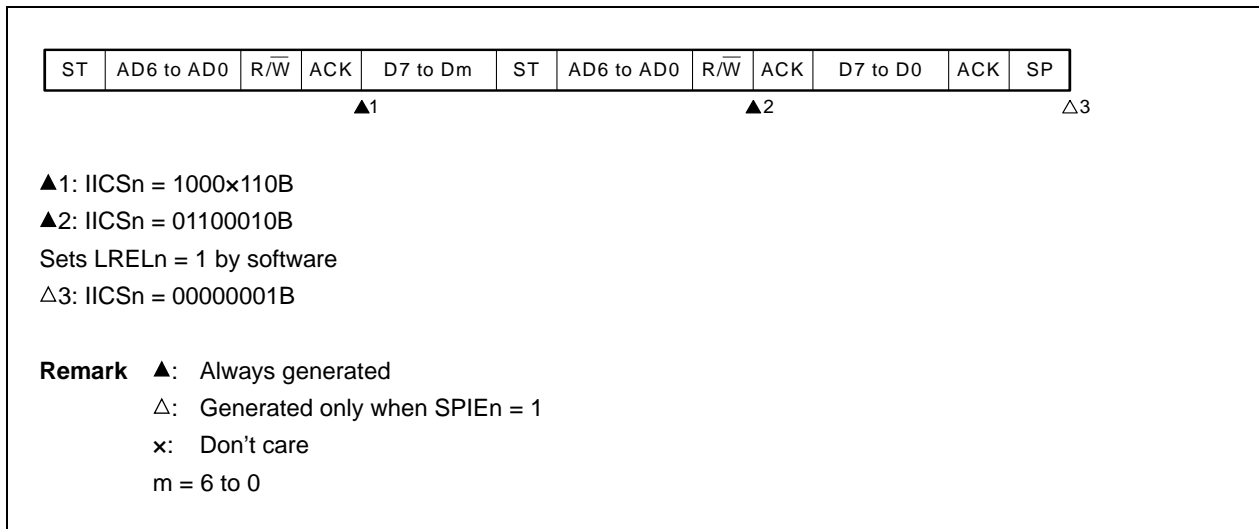 ST AD6 to AD0 R/W̅ ACK D7 to Dm ST AD6 to AD0 R/W̅ ACK D7 to D0 ACK SP
▲1 ▲2 △3
▲1: IICSn = 1000×110B
▲2: IICSn = 01100010B
Sets LRELn = 1 by software
△3: IICSn = 00000001B
Remark ▲: Always generated
△: Generated only when SPIEn = 1
×: Don't care
m = 6 to 0